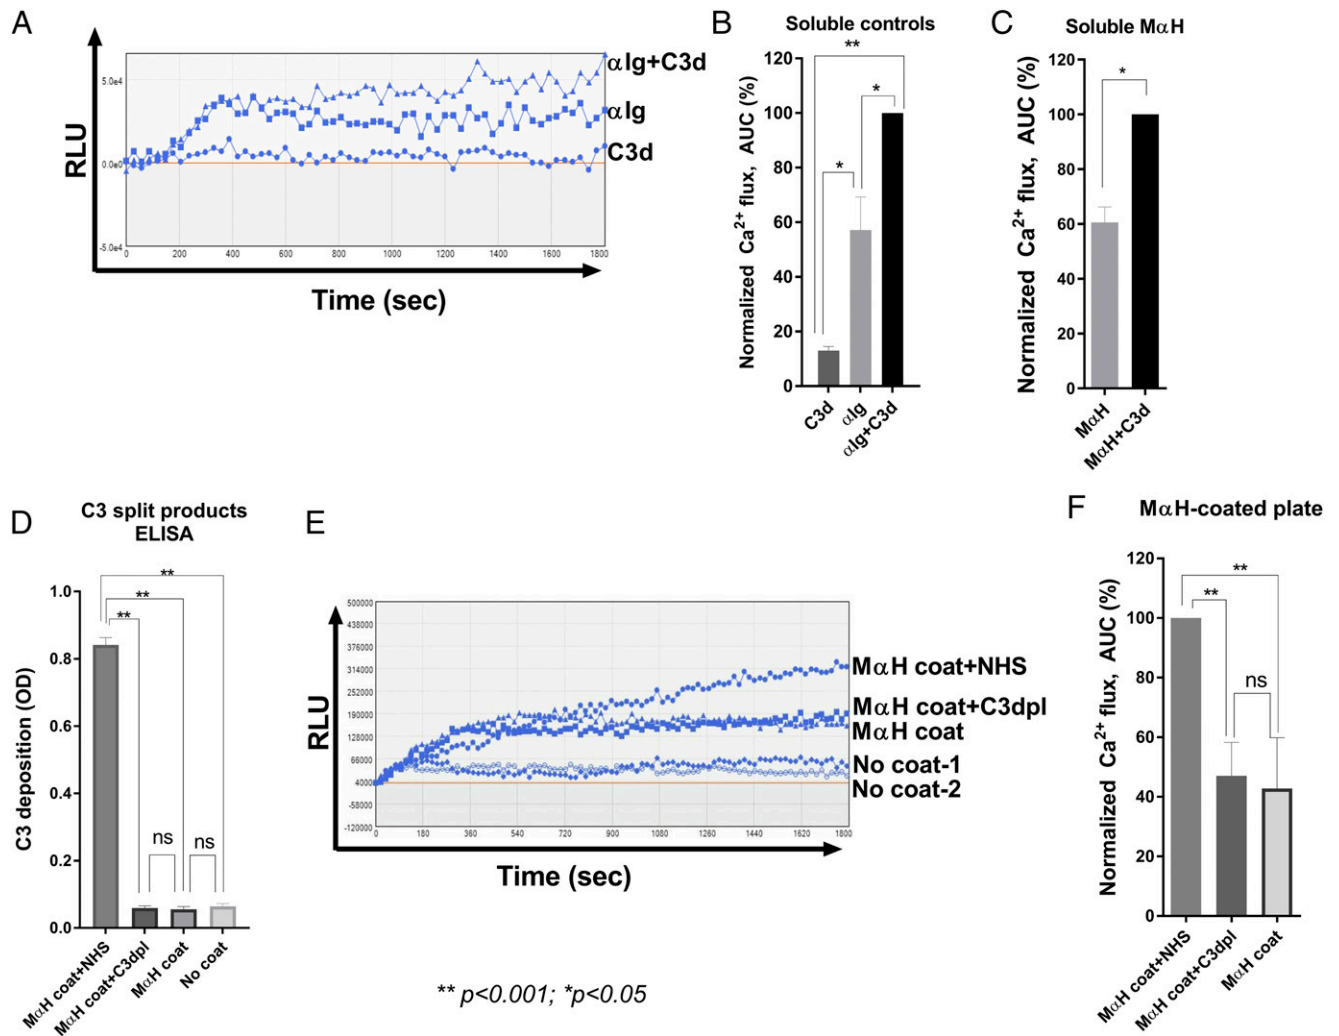 A
αIg+C3d
αIg
C3d
RLU
5.0e4
0.0e0
-5.0e4
0 200 400 600 800 1000 1200 1400 1600 1800
Time (sec)
B
Soluble controls
Normalized Ca2+ flux, AUC (%)
120
100
80
60
40
20
0
**
*
*
C3d
αIg
αIg+C3d
C
Soluble MαH
Normalized Ca2+ flux, AUC (%)
120
100
80
60
40
20
0
*
MαH
MαH+C3d
D
C3 split products
ELISA
C3 deposition (OD)
1.0
0.8
0.6
0.4
0.2
0.0
**
**
**
ns
ns
MαH coat+NHS
MαH coat+C3dpl
MαH coat
No coat
E
RLU
500000
438000
376000
314000
252000
190000
128000
66000
4000
-58000
-120000
0 180 360 540 720 900 1080 1260 1440 1620 1800
Time (sec)
MαH coat+NHS
MαH coat+C3dpl
MαH coat
No coat-1
No coat-2
F
MαH-coated plate
Normalized Ca2+ flux, AUC (%)
120
100
80
60
40
20
0
**
**
ns
MαH coat+NHS
MαH coat+C3dpl
MαH coat
** p<0.001; *p<0.05